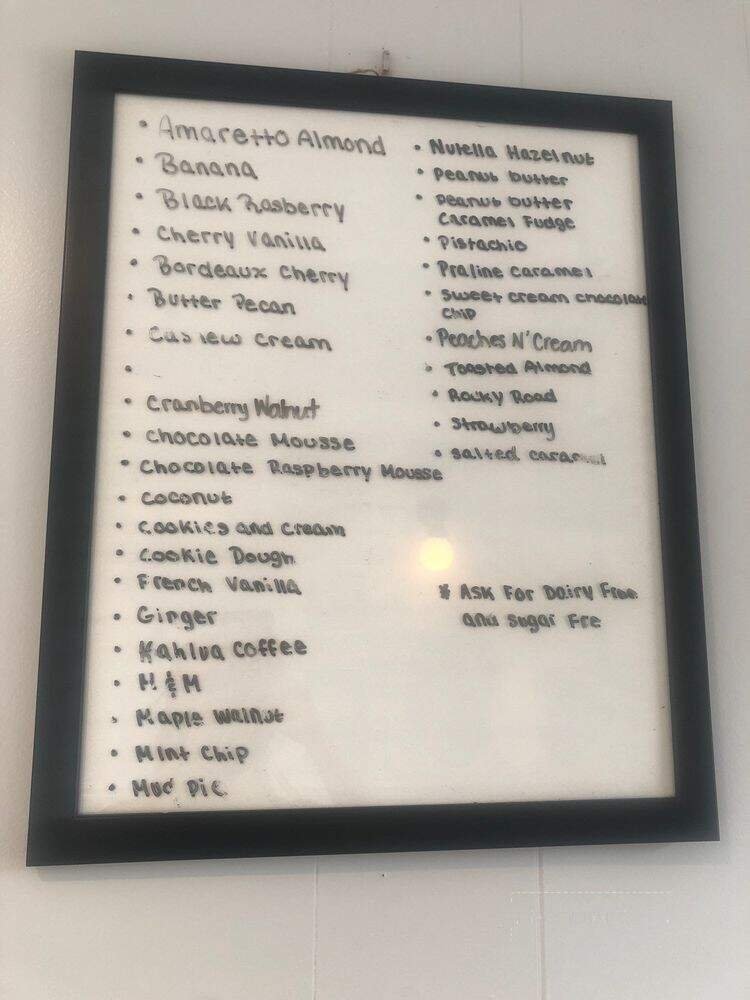 • Amaretto Almond
• Banana
• Black Rasberry
• Cherry Vanilla
• Bordeaux Cherry
• Butter Pecan
• Cashew Cream
•
• Cranberry Walnut
• Chocolate Mousse
• Chocolate Raspberry Mousse
• Coconut
• Cookies and Cream
• Cookie Dough
• French Vanilla
• Ginger
• Kahlua Coffee
• M & M
• Maple Walnut
• Mint Chip
• Mud Pie
• Nutella Hazelnut
• Peanut butter
• Peanut butter
Caramel Fudge
• Pistachio
• Praline caramel
• Sweet cream chocolate
Chip
• Peaches N' Cream
• Toasted Almond
• Rocky Road
• Strawberry
• Salted caramel
* ASK For Dairy Free
and sugar Fre